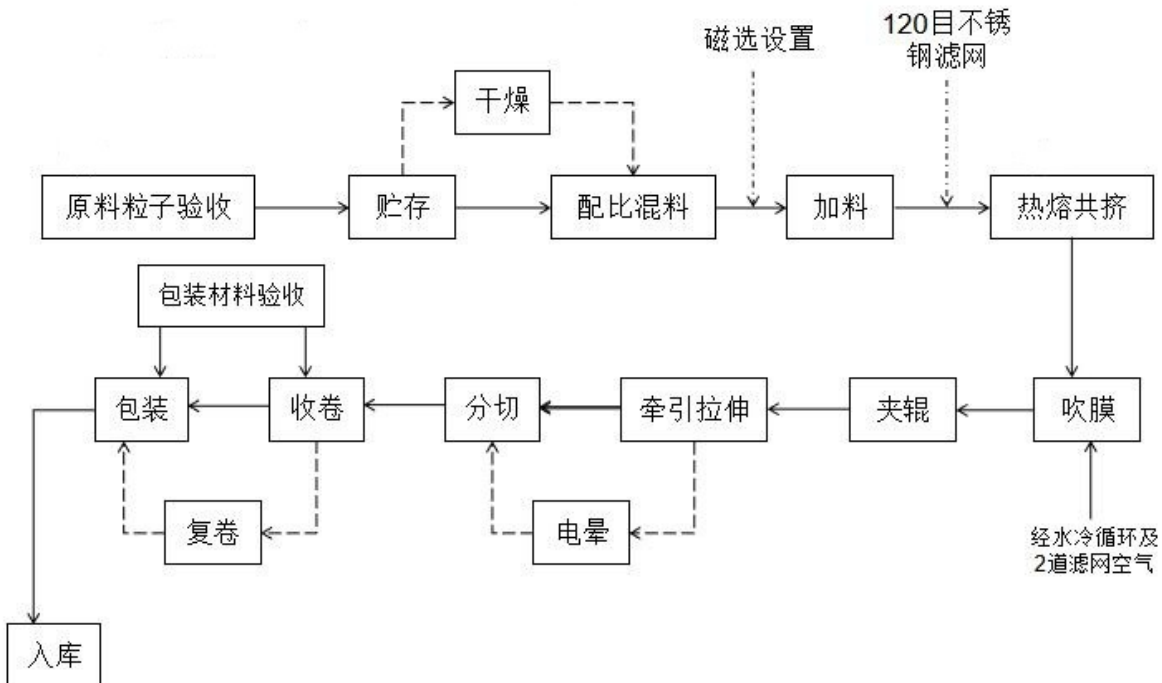 磁选设置
120目不锈
钢滤网
干燥
原料粒子验收
贮存
配比混料
加料
热熔共挤
包装材料验收
包装
收卷
分切
牵引拉伸
夹辊
吹膜
复卷
电晕
经水冷循环及
2道滤网空气
入库